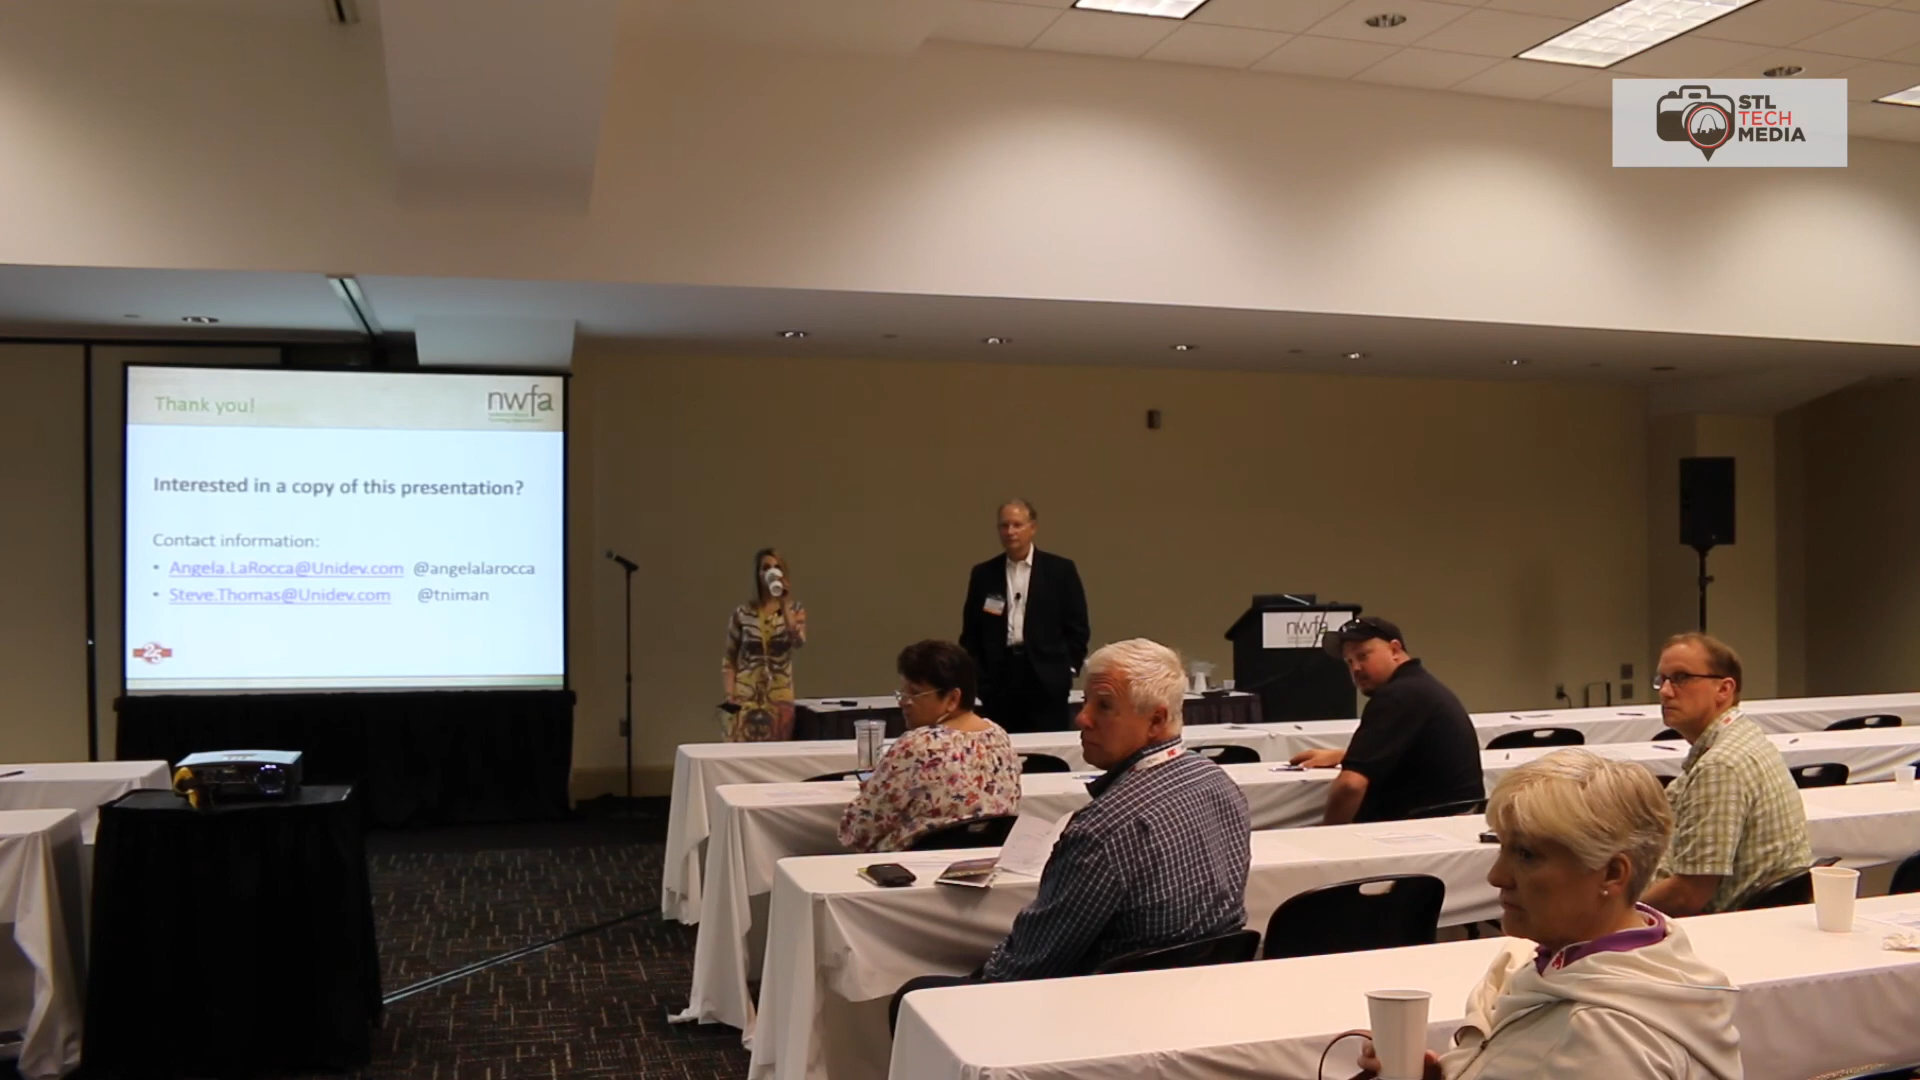 STL
TECH
MEDIA
Thank you!
nwfa
Interested in a copy of this presentation?
Contact information:
• Angela.LaRocca@Unidev.com @angelalarocca
• Steve.Thomas@Unidev.com @tniman
25
nwfa